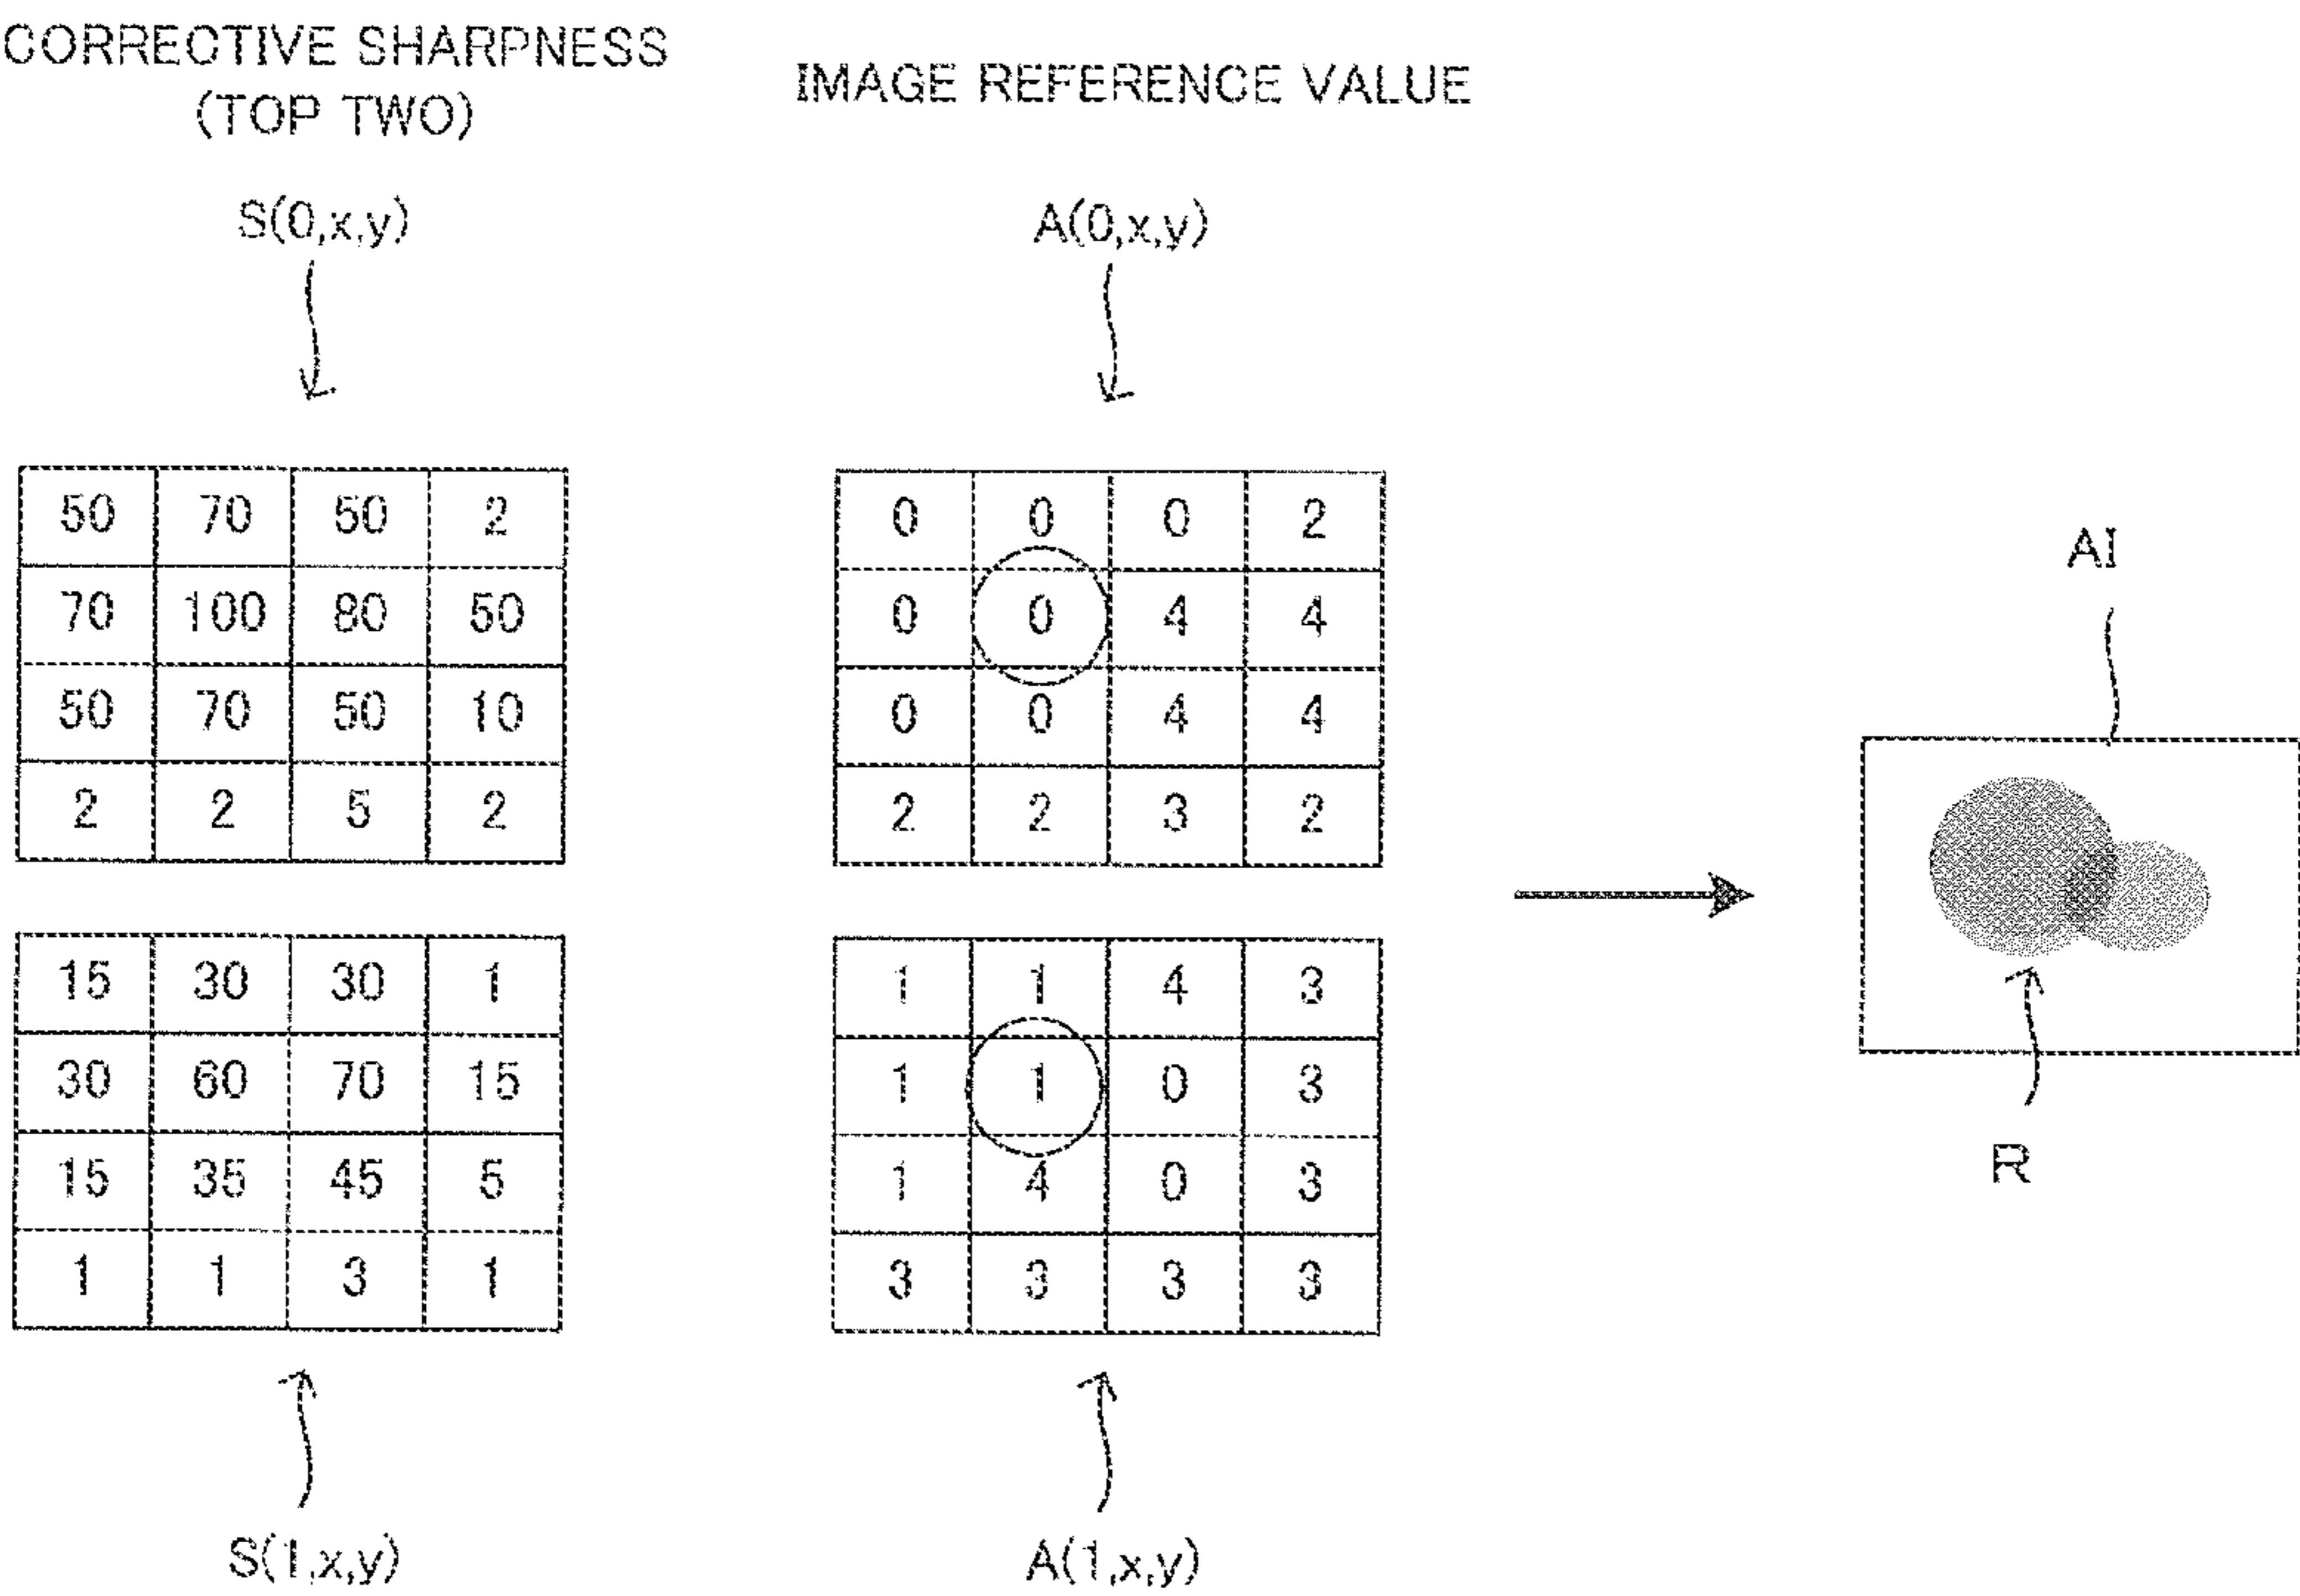 CORRECTIVE SHARPNESS
(TOP TWO)
IMAGE REFERENCE VALUE
S(0,x,y)
A(0,x,y)
50 70 50 2
70 100 80 50
50 70 50 10
2 2 5 2
0 0 0 2
0 0 4 4
0 0 4 4
2 2 3 2
AI
15 30 30 1
30 60 70 15
15 35 45 5
1 1 3 1
1 1 4 3
1 1 0 3
1 4 0 3
3 3 3 3
R
S(1,x,y)
A(1,x,y)